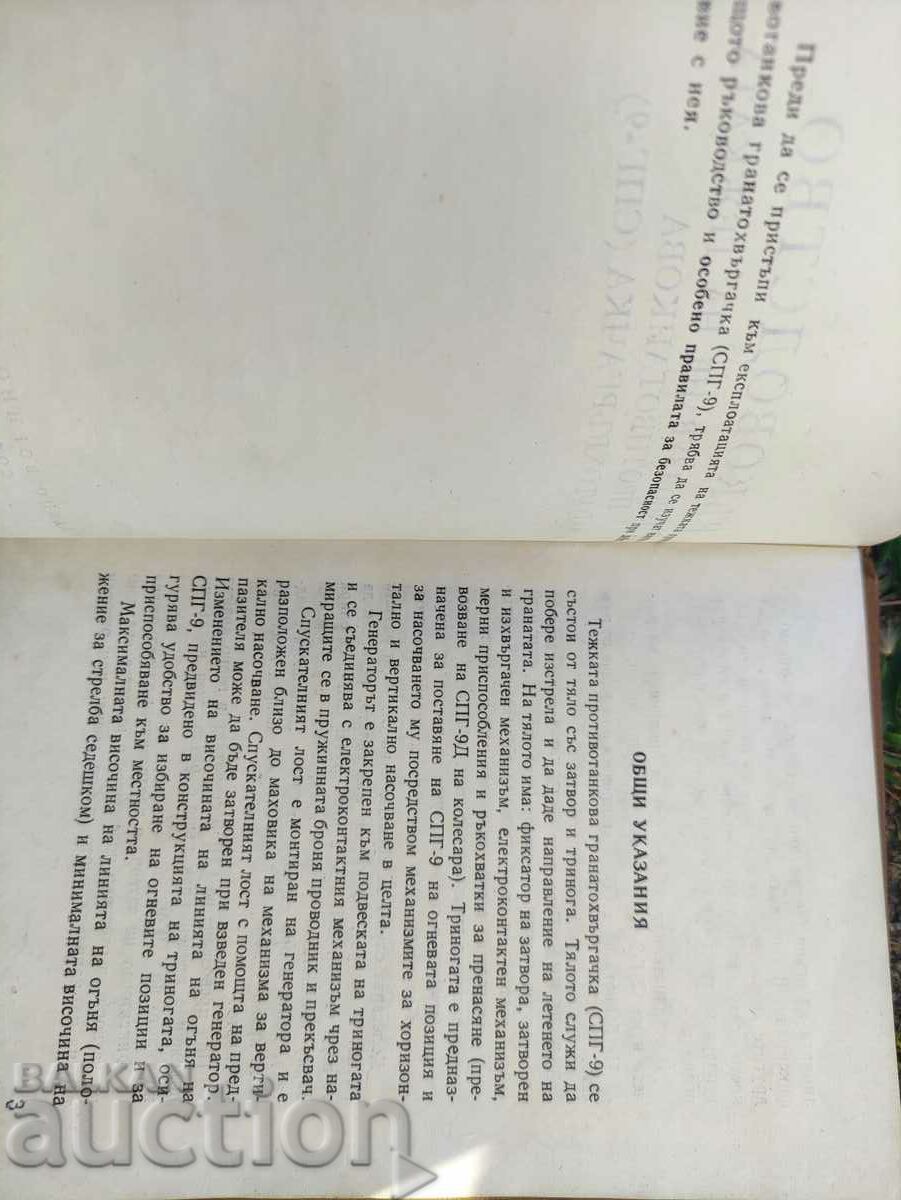 Преди да се пристъпи към експлоатацията на тежката
вотанкова гранатохвъргачка (СПГ-9), трябва да се изучи
щото ръководство и особено правилата за безопасност при
вие с нея.
ОБЩИ УКАЗАНИЯ
Тежката противотанкова гранатохвъргачка (СПГ-9) се
състои от тяло със затвор и тринога. Тялото служи да
побере изстрела и да даде направление на летенето на
гранатата. На тялото има: фиксатор на затвора, затворен
и изхвъргачен механизъм, електроконтактен механизъм,
мерни приспособления и ръкохватки за пренасяне (пре-
возване на СПГ-9Д на колесара). Триногата е предназ-
начена за поставяне на СПГ-9 на огневата позиция и
за насочването му посредством механизмите за хоризон-
тално и вертикално насочване в целта.
Генераторът е закрепен към подвеската на триногата
и се съединява с електроконтактния механизъм чрез на-
миращите се в пружинната броня проводник и прекъсвач.
Спускателният лост е монтиран на генератора и е
разположен близо до маховика на механизма за верти-
кално насочване. Спускателният лост с помощта на пред-
пазителя може да бъде затворен при взведен генератор.
Изменението на височината на линията на огъня на
СПГ-9, предвидено в конструкцията на триногата, оси-
гурява удобство за избиране на огневите позиции и за
приспособяване към местността.
Максималната височина на линията на огъня (поло-
жение за стрелба седешком) и минималната височина на
3
BALKAN
auction